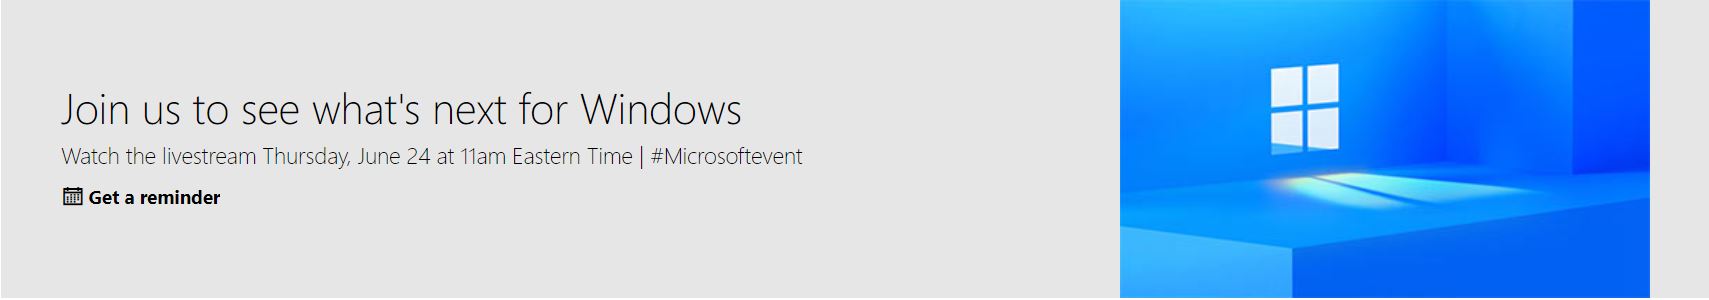 Join us to see what's next for Windows
Watch the livestream Thursday, June 24 at 11am Eastern Time | #Microsoftevent
Get a reminder